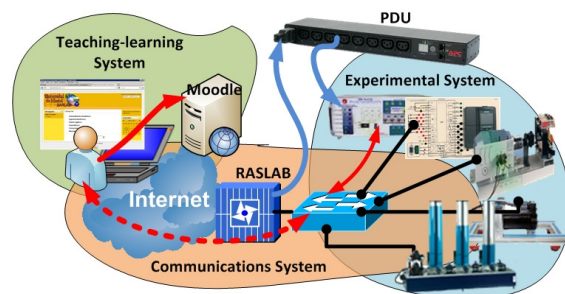 PDU
Teaching-learning
System
Moodle
Experimental System
RASLAB
Internet
Communications System